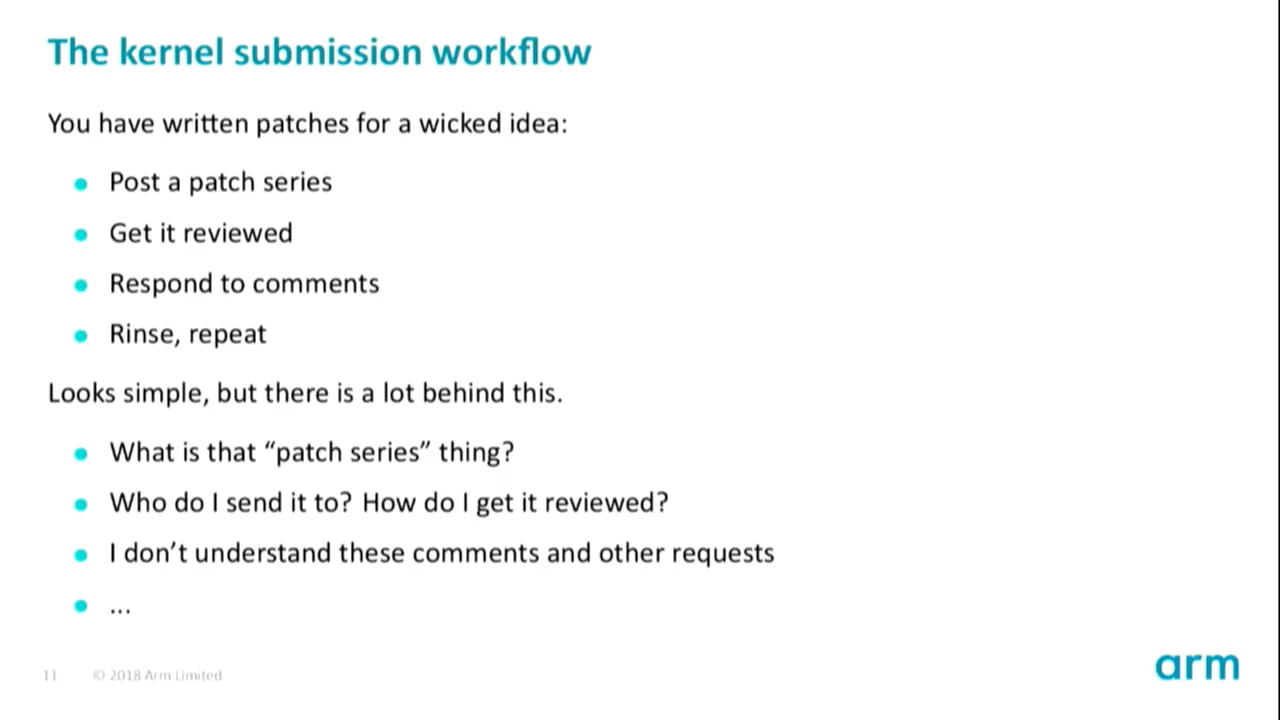 The kernel submission workflow
You have written patches for a wicked idea:
● Post a patch series
● Get it reviewed
● Respond to comments
● Rinse, repeat
Looks simple, but there is a lot behind this.
● What is that “patch series” thing?
● Who do I send it to? How do I get it reviewed?
● I don’t understand these comments and other requests
● ...
11 © 2018 Arm Limited
arm